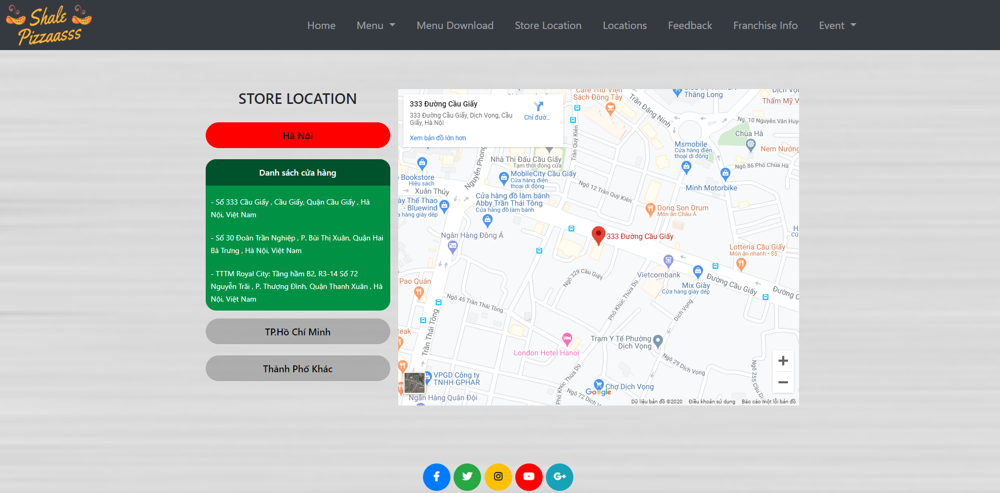 Shale
Pizzaasss
Home
Menu
Menu Download
Store Location
Locations
Feedback
Franchise Info
Event
STORE LOCATION
Hà Nội
Danh sách cửa hàng
- Số 333 Cầu Giấy , Cầu Giấy, Quận Cầu Giấy , Hà
Nội, Việt Nam
- Số 30 Đoàn Trần Nghiệp , P. Bùi Thị Xuân, Quận Hai
Bà Trưng , Hà Nội, Việt Nam
- TTTM Royal City: Tầng hầm B2, R3-14 Số 72
Nguyễn Trãi , P. Thượng Đình, Quận Thanh Xuân , Hà
Nội, Việt Nam
TP.Hồ Chí Minh
Thành Phố Khác
333 Đường Cầu Giấy
333 Đường Cầu Giấy, Dịch Vọng, Cầu
Giấy, Hà Nội
Chỉ đườ...
Xem bản đồ lớn hơn
Sách Đông Tây
Trần Đăng Ninh
Thăng Long
Thẩm Mỹ V
Ng. 10 Nguyễn Văn Huy
Chùa Hà
Msmobile
Cửa hàng điện
thoại di động
Nem Nướng
Trần Quý Kiên
Nguyễn Phong
Nhà Thi Đấu Cầu Giấy
Tạm thời đóng cửa
Ngõ 86 Phố Chùa Hà
Bookstore
Hiệu sách
MobileCity Cầu Giấy
Cửa hàng điện
thoại di động
Minh Motorbike
Xuân Thủy
Ngõ 12 Trần Quý Kiên
Cửa hàng đồ làm bánh
Abby Trần Thái Tông
Cửa hàng đồ làm bánh
ày Thể Thao
- Bluewind
a hàng giày dép
Dong Son Drum
Món ăn Châu Á
Ngân Hàng Đông Á
333 Đường Cầu Giấy
Lotteria Cầu Giấy
Món ăn nhanh • $$
Vietcombank
Ngõ 329 Cầu Giấy
Mix Giày
Cửa hàng giày dép
Đường Cầu Giấy
Đường C
Pao Quán
Ngõ 45 Trần Thái Tông
Phố Khúc Thừa Dụ
Dịch Vọng
Trần Thái Tông
eak
Trạm Y Tế Phường
Dịch Vọng
London Hotel Hanoi
Ngõ 29 Dịch Vọng
Ngõ 255 Cầu Giấy
VPGD Công ty
TNHH GPHAR
Phố Khúc Thừa Dụ
Chợ Dịch Vọng
Google
Ngõ 72 Dịch V
Ngân Hàng Quân Đội
Dữ liệu bản đồ ©2020
Điều khoản sử dụng
Báo cáo một lỗi bản đồ